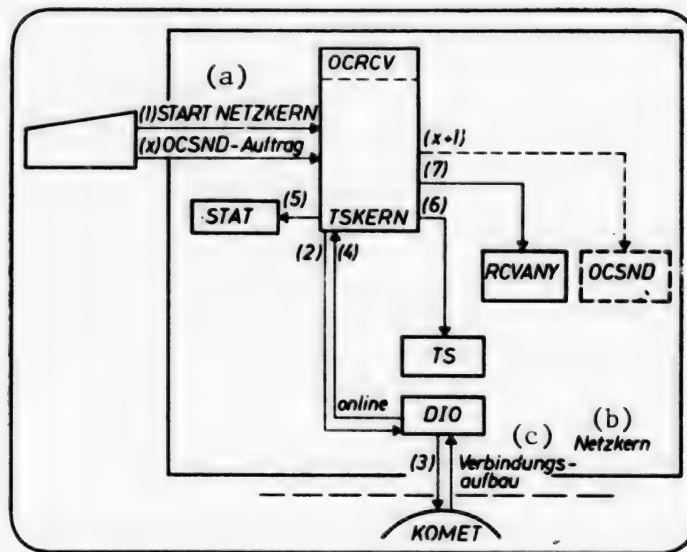 OCRCV
(a)
(1) START NETZKERN
(x) OCSND-Auftrag
(x+1)
(7)
(5)
(6)
STAT
TSKERN
(2)
(4)
RCVANY
OCSND
TS
online
DIO
(b)
(c)
Netzkern
(3)
Verbindungs-
aufbau
KOMET